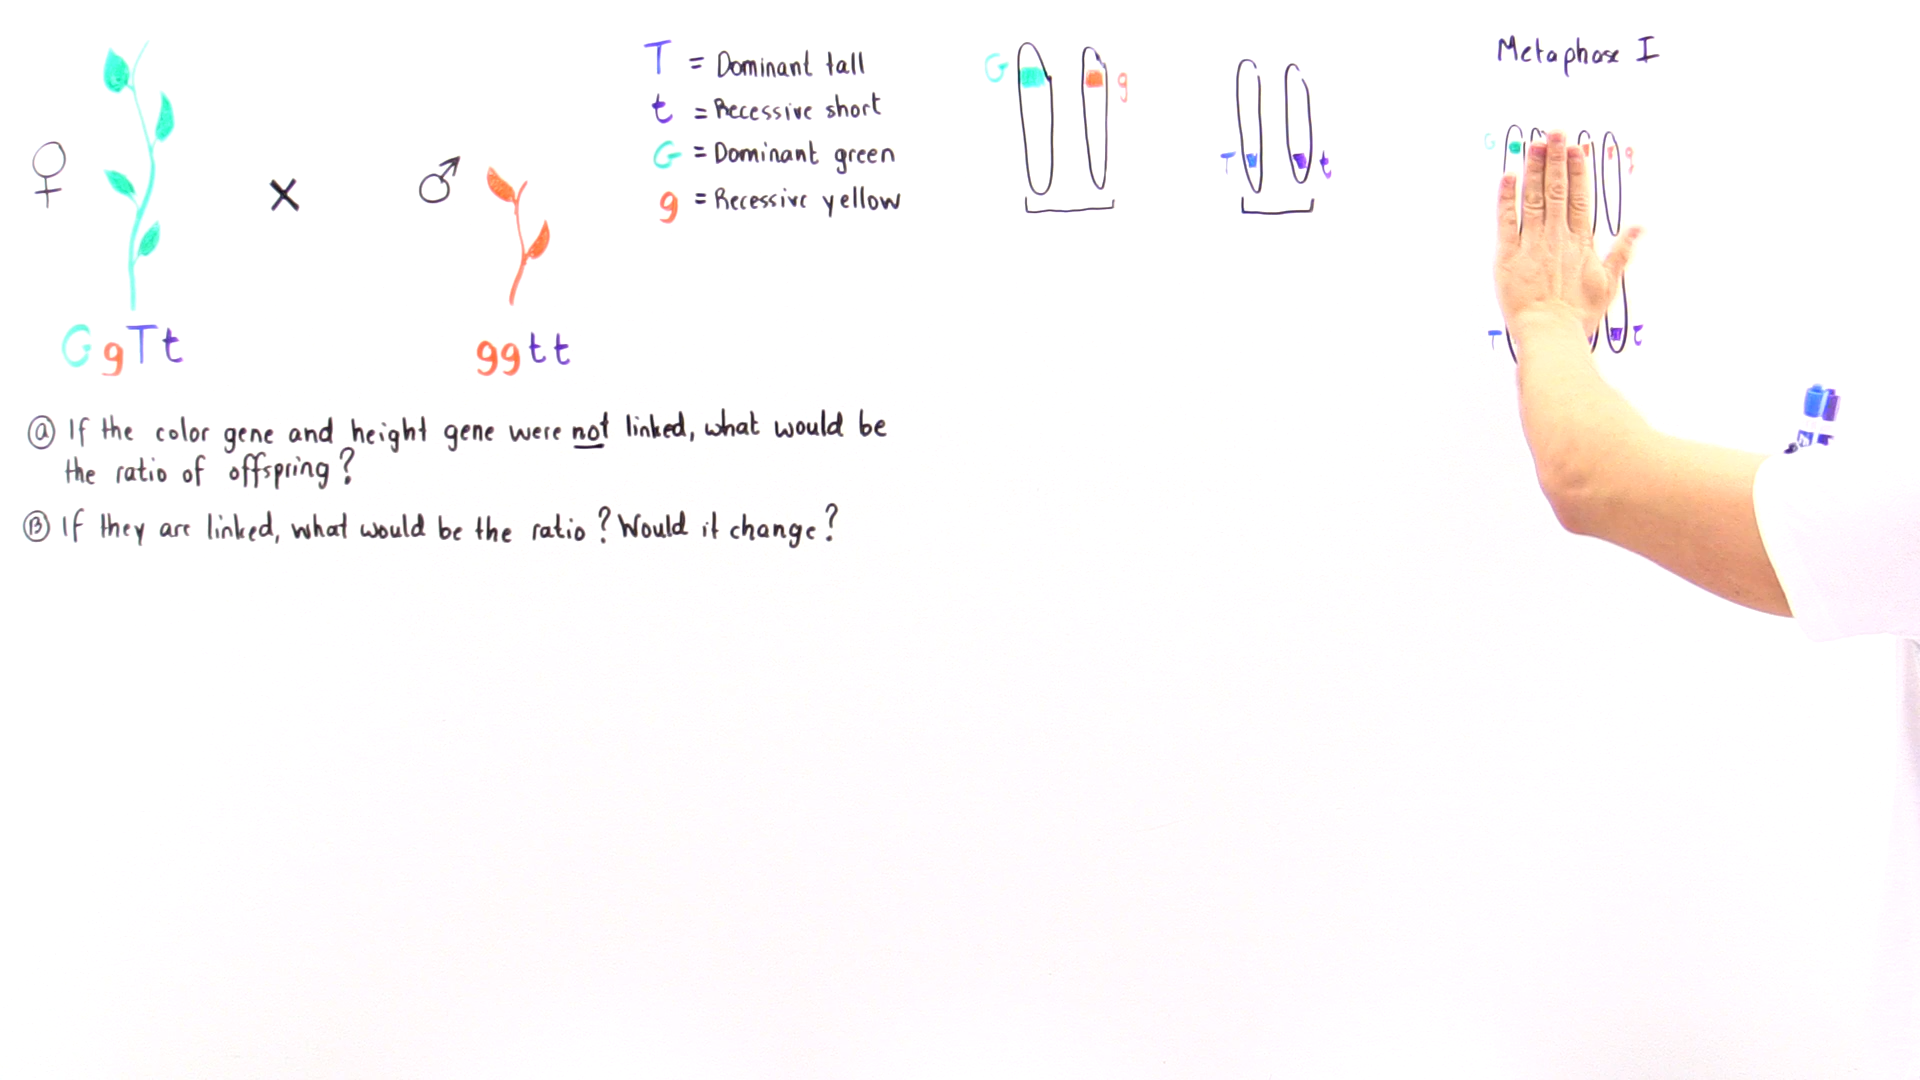 T = Dominant tall
t = Recessive short
G = Dominant green
g = Recessive yellow
G g
T t
Metaphase I
G g
T t
♀ X ♂
GgTt
ggtt
Ⓐ If the color gene and height gene were not linked, what would be
the ratio of offspring?
Ⓑ If they are linked, what would be the ratio? Would it change?